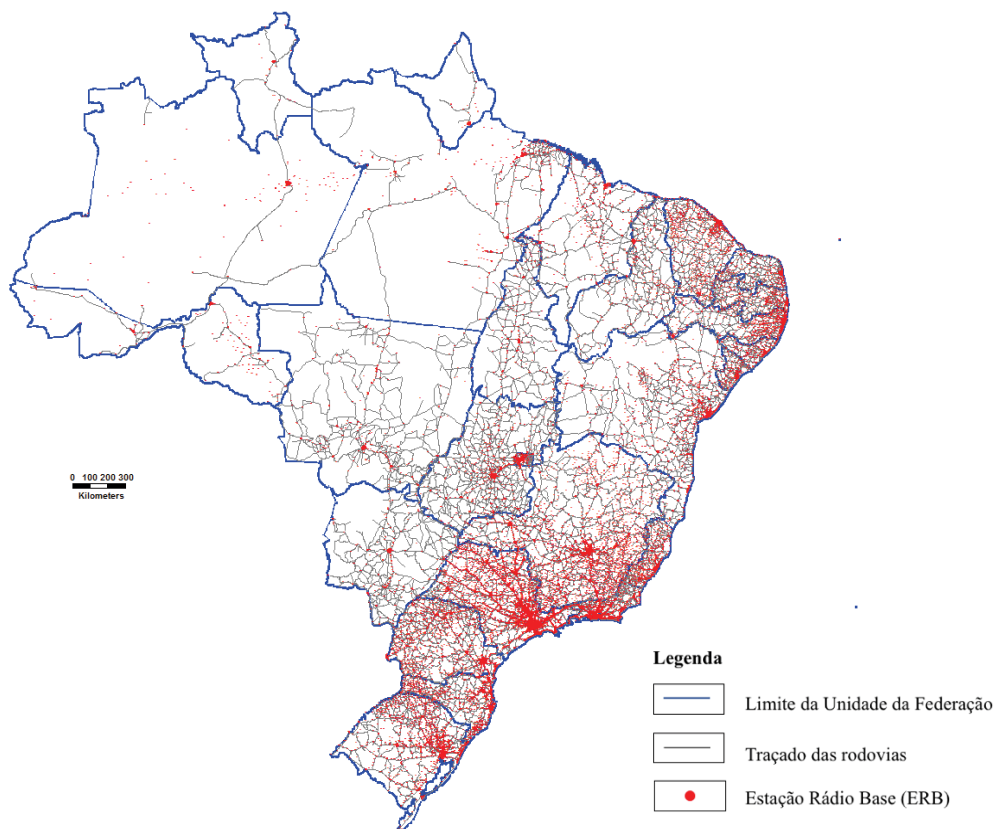 0 100 200 300
Kilometers
Legenda
Limite da Unidade da Federação
Traçado das rodovias
Estação Rádio Base (ERB)